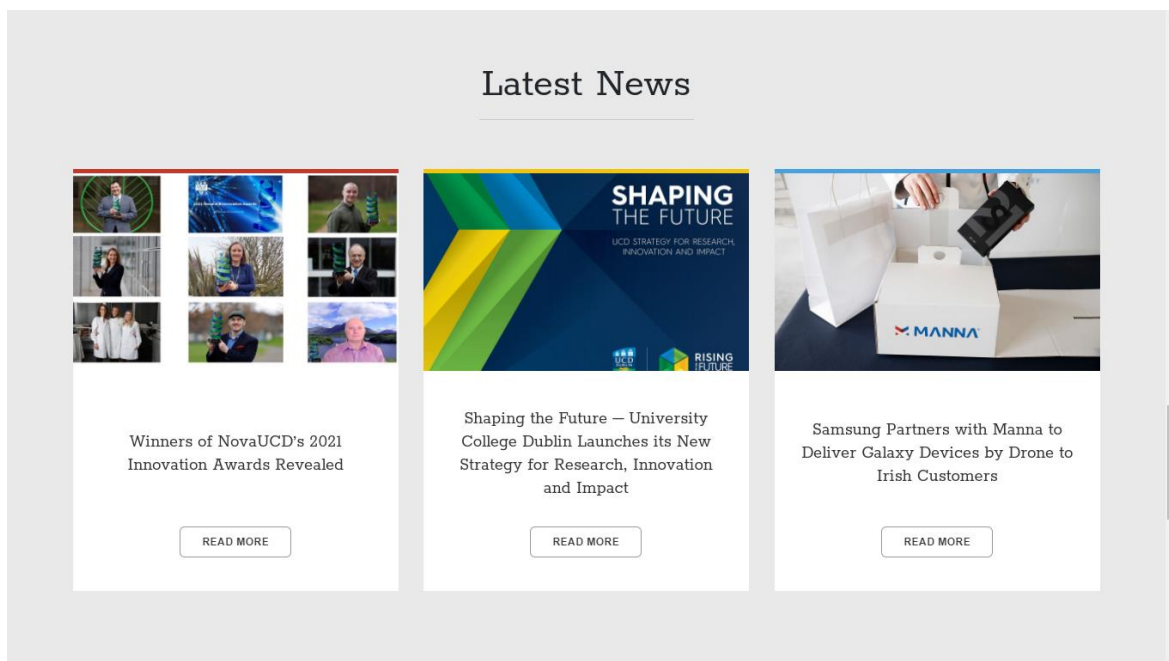 Latest News
Winners of NovaUCD's 2021
Innovation Awards Revealed
READ MORE
SHAPING
THE FUTURE
UCD STRATEGY FOR RESEARCH,
INNOVATION AND IMPACT
UCD
RISING
FUTURE
Shaping the Future – University
College Dublin Launches its New
Strategy for Research, Innovation
and Impact
READ MORE
MANNA
Samsung Partners with Manna to
Deliver Galaxy Devices by Drone to
Irish Customers
READ MORE